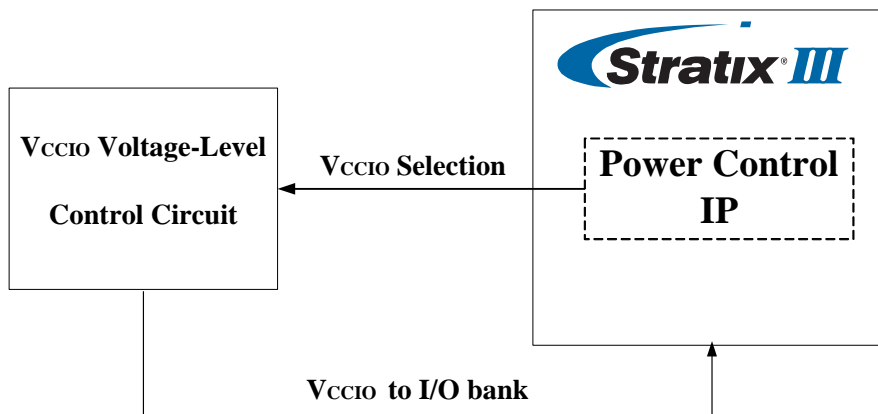 Stratix® III
VCCIO Voltage-Level
Control Circuit
VCCIO Selection
Power Control
IP
VCCIO to I/O bank